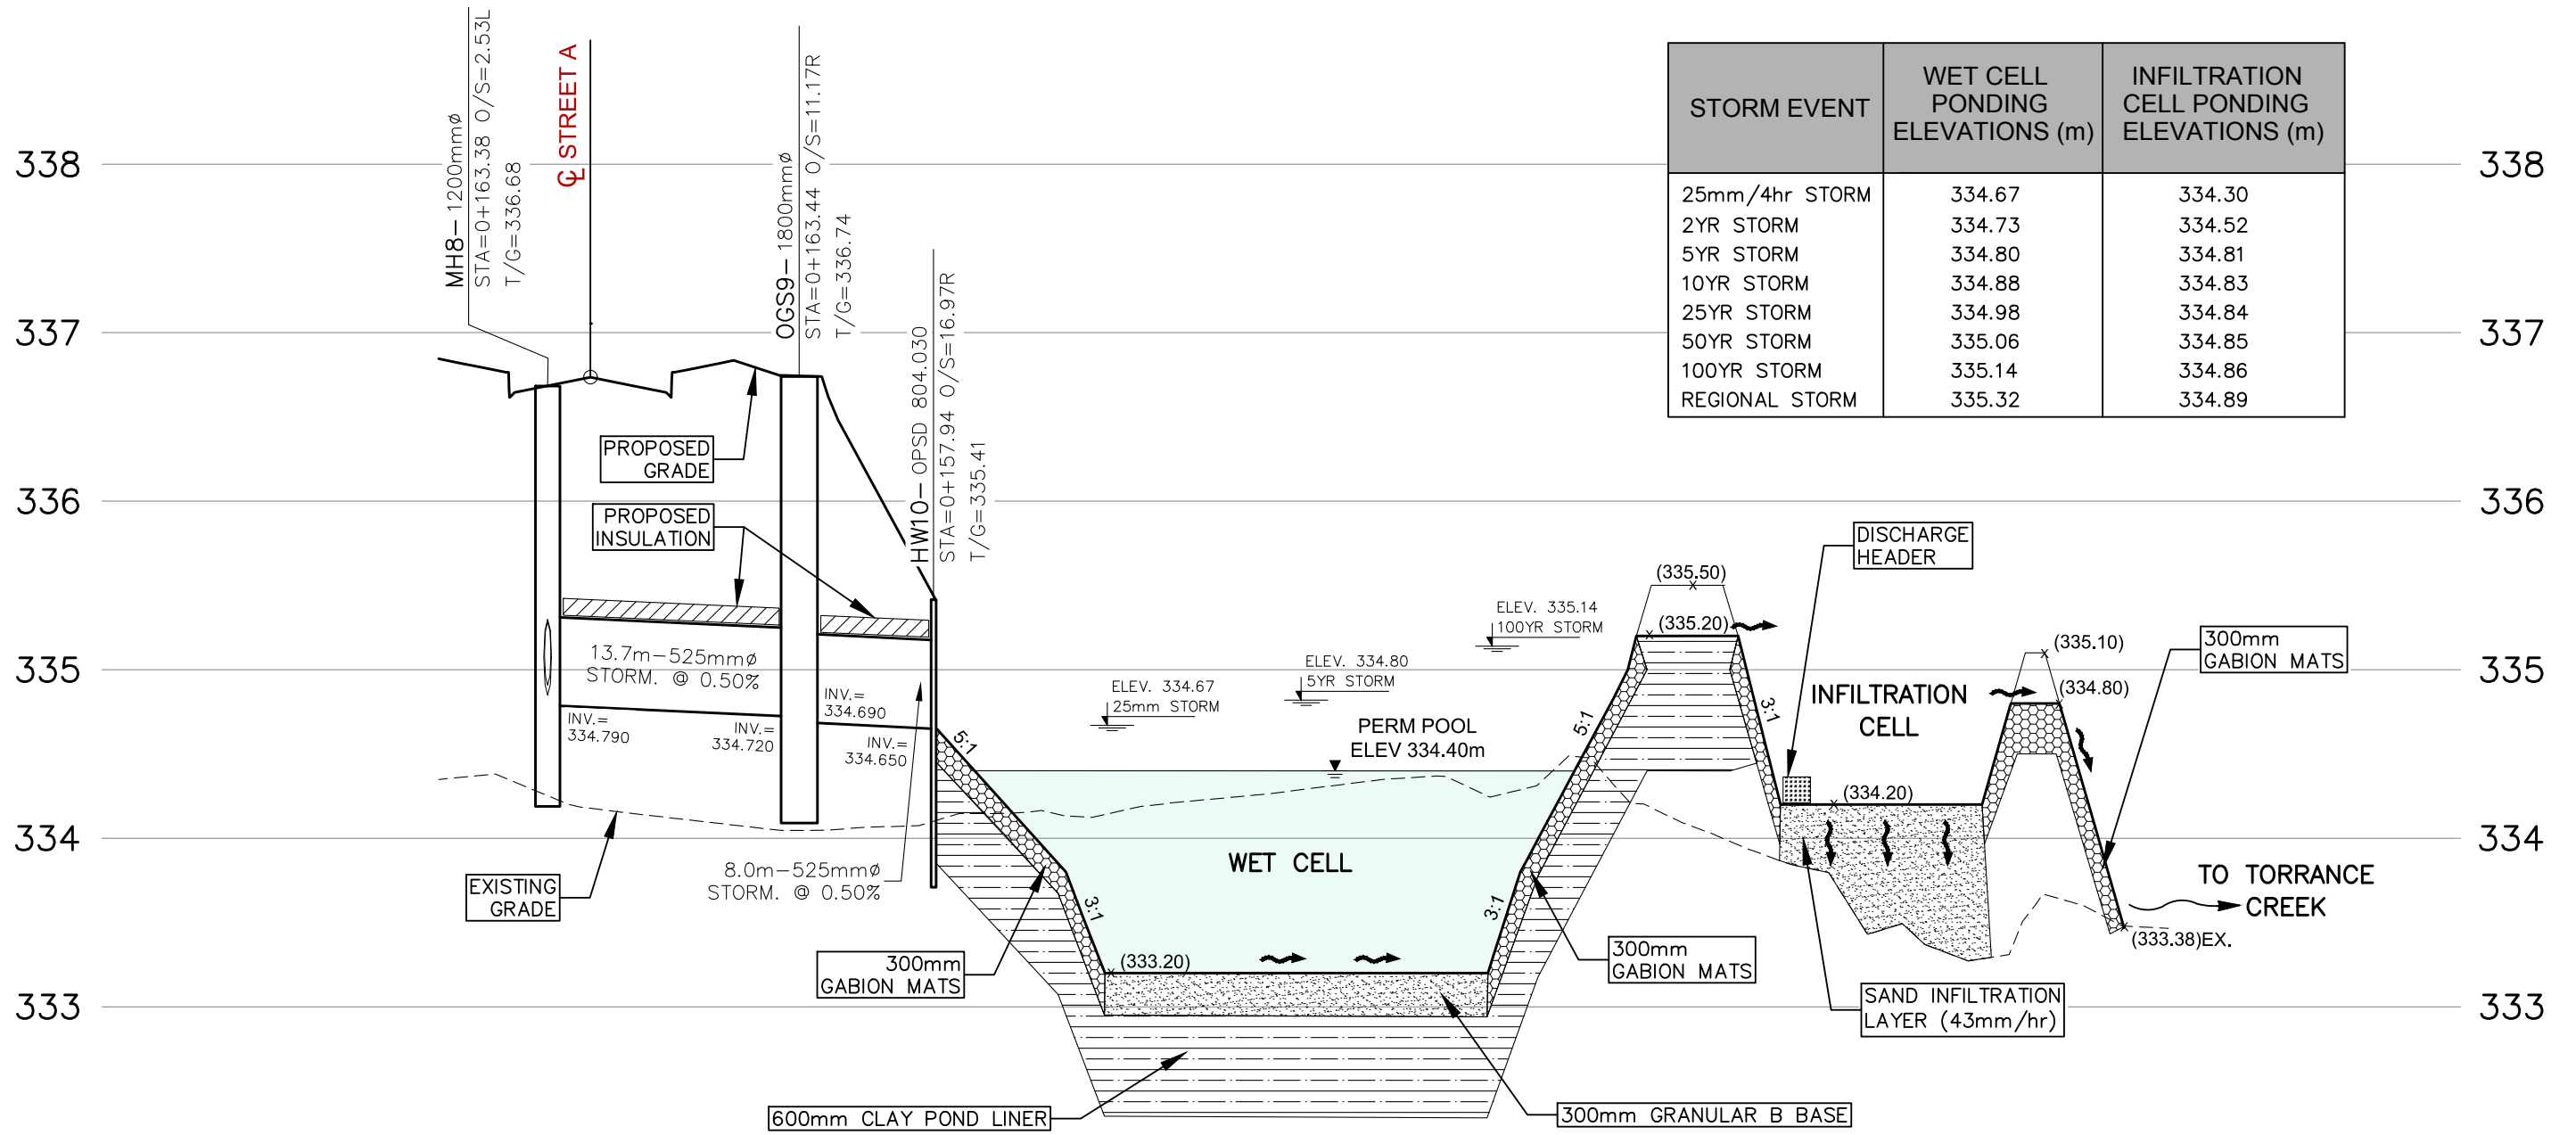 MH8-1200mmø
STA=0+163.38 O/S=2.53L
T/G=336.68
℄ STREET A
OGS9-1800mmø
STA=0+163.44 O/S=11.17R
T/G=336.74
HW10-OPSD 804.030
STA=0+157.94 O/S=16.97R
T/G=335.41
STORM EVENT
WET CELL
PONDING
ELEVATIONS (m)
INFILTRATION
CELL PONDING
ELEVATIONS (m)
25mm/4hr STORM 334.67 334.30
2YR STORM 334.73 334.52
5YR STORM 334.80 334.81
10YR STORM 334.88 334.83
25YR STORM 334.98 334.84
50YR STORM 335.06 334.85
100YR STORM 335.14 334.86
REGIONAL STORM 335.32 334.89
338 338
337 337
336 336
335 335
334 334
333 333
PROPOSED
GRADE
PROPOSED
INSULATION
13.7m-525mmø
STORM. @ 0.50%
INV.=
334.790
INV.=
334.720
INV.=
334.690
INV.=
334.650
8.0m-525mmø
STORM. @ 0.50%
EXISTING
GRADE
5:1
3:1
ELEV. 334.67
25mm STORM
ELEV. 334.80
5YR STORM
ELEV. 335.14
100YR STORM
PERM POOL
ELEV 334.40m
WET CELL
(333.20)
300mm
GABION MATS
600mm CLAY POND LINER
300mm GRANULAR B BASE
3:1
5:1
300mm
GABION MATS
(335.50)
(335.20)
3:1
DISCHARGE
HEADER
INFILTRATION
CELL
(334.20)
SAND INFILTRATION
LAYER (43mm/hr)
(335.10)
(334.80)
300mm
GABION MATS
TO TORRANCE
CREEK
(333.38)EX.